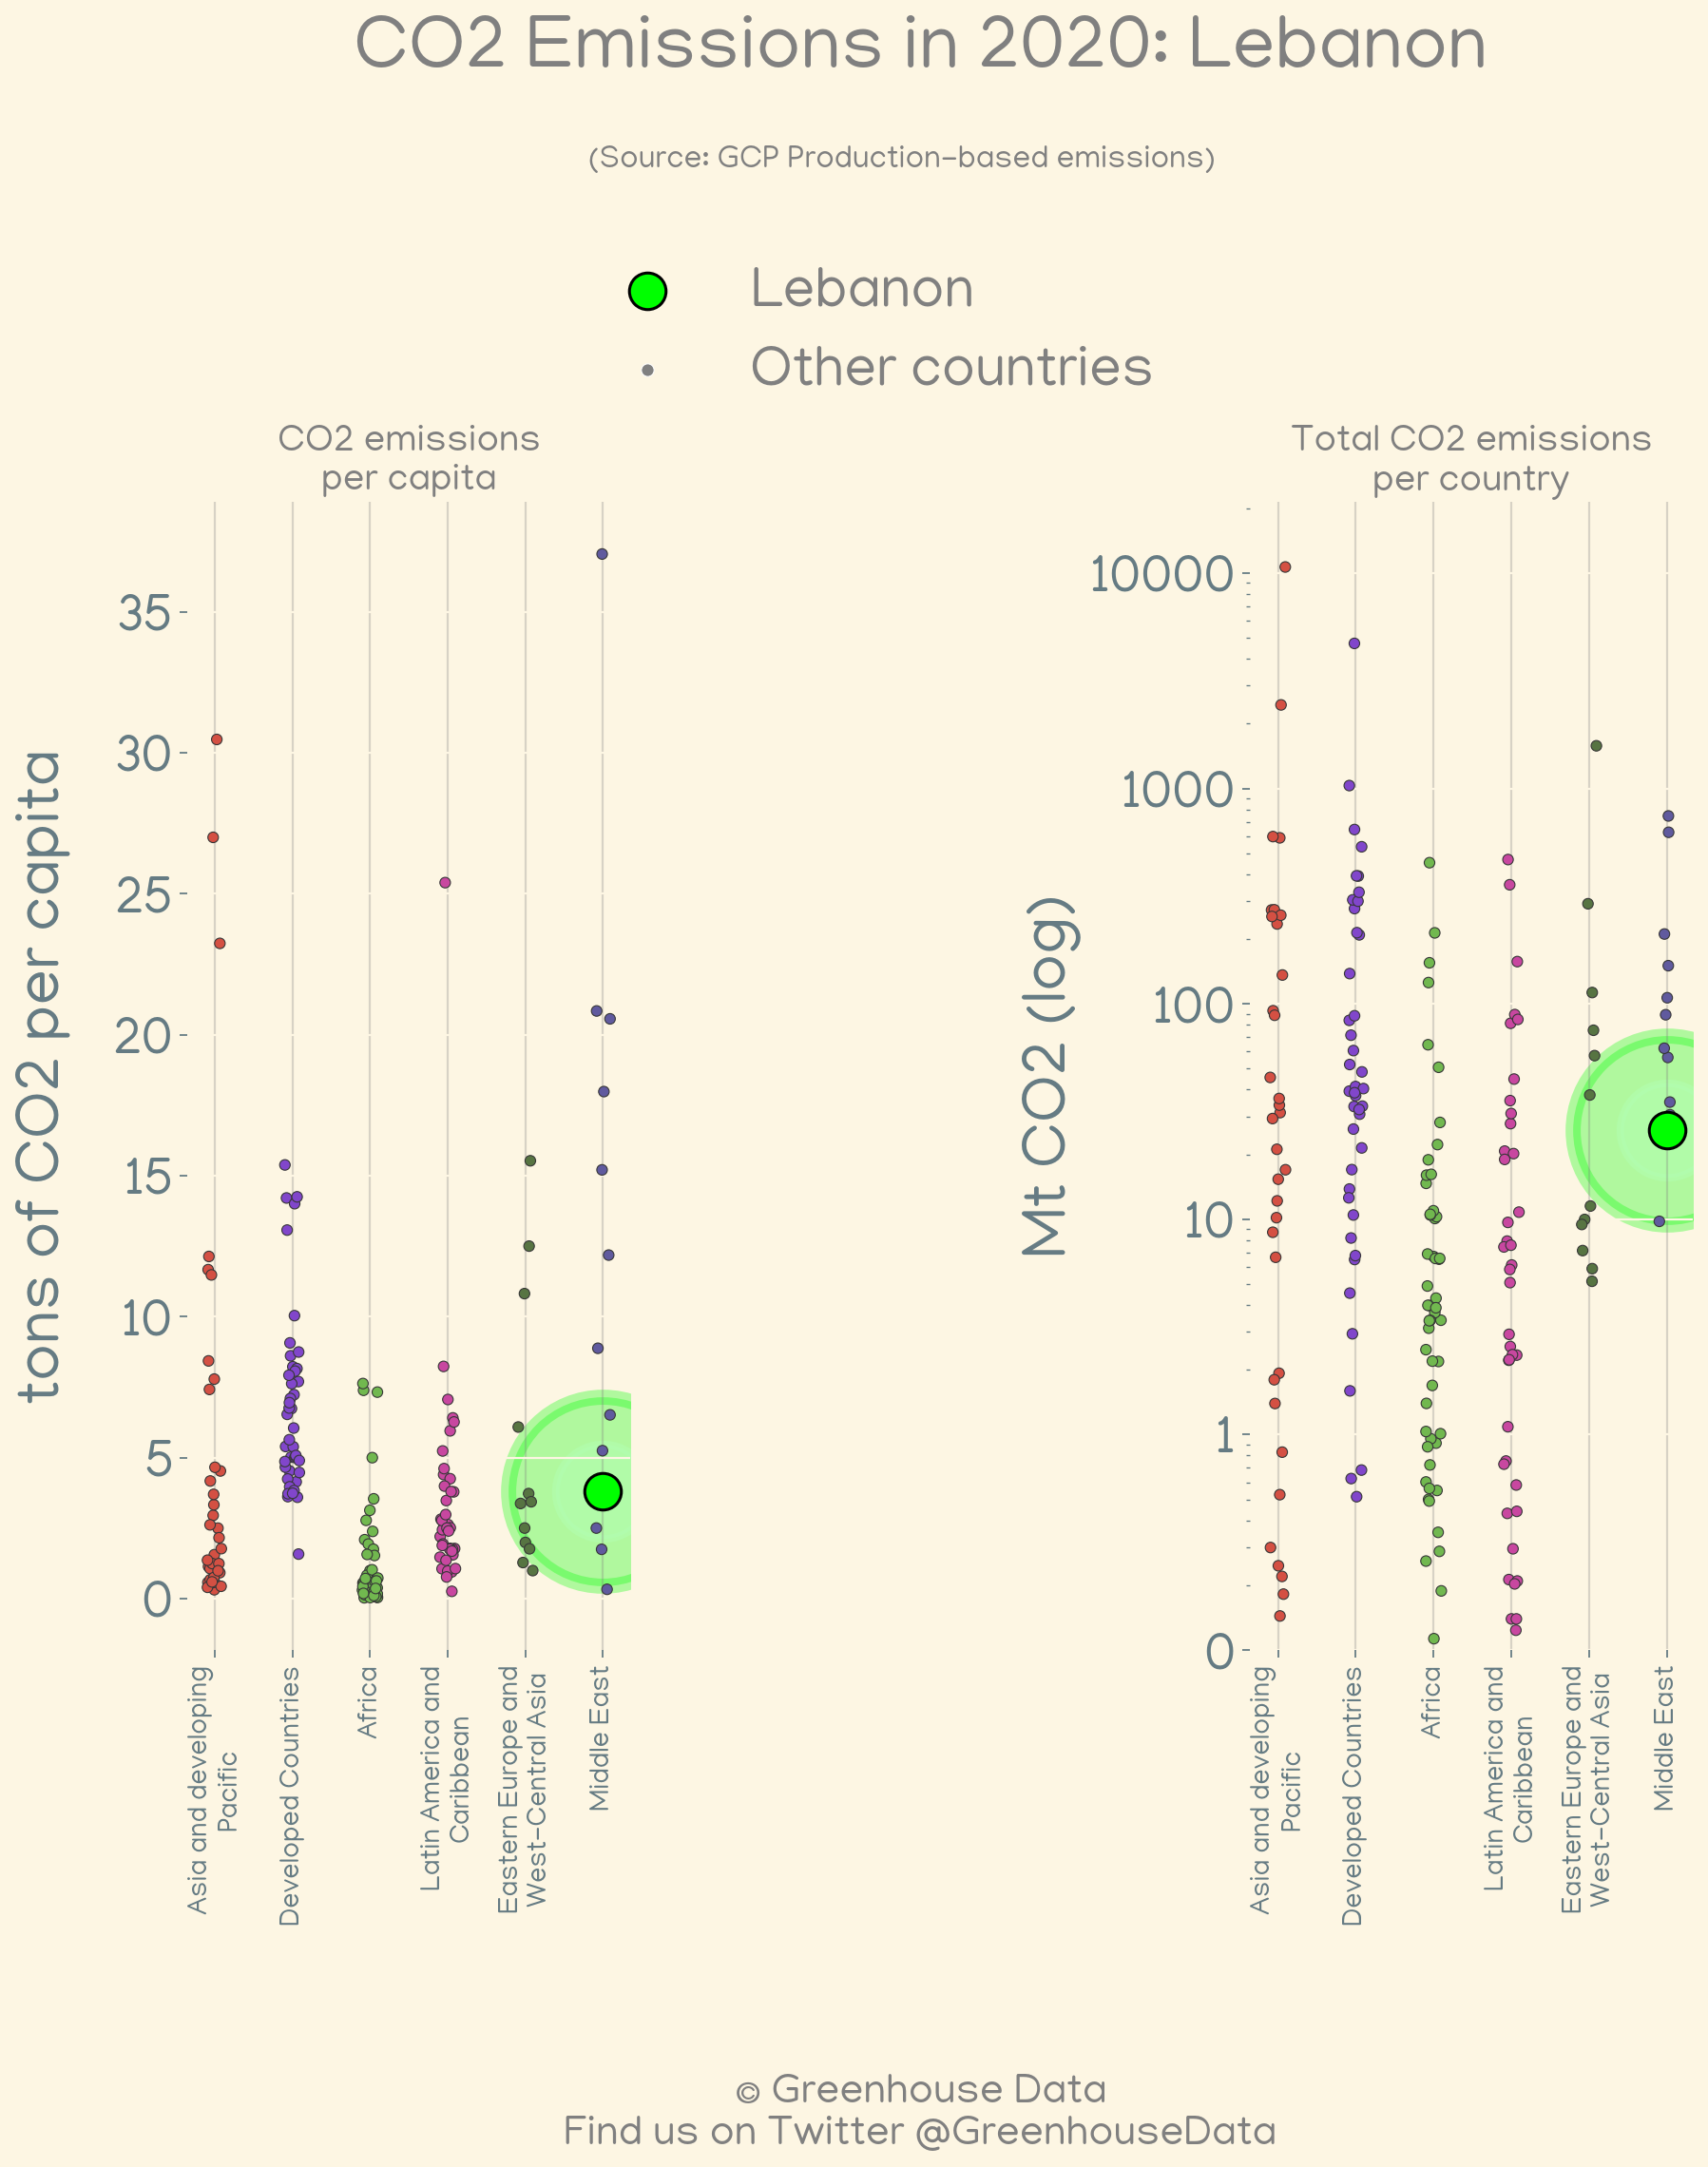 CO2 Emissions in 2020: Lebanon
(Source: GCP Production-based emissions)
Lebanon
Other countries
CO2 emissions
per capita
tons of CO2 per capita
35
30
25
20
15
10
5
0
Asia and developing
Pacific
Developed Countries
Africa
Latin America and
Caribbean
Eastern Europe and
West-Central Asia
Middle East
Total CO2 emissions
per country
Mt CO2 (log)
10000
1000
100
10
1
0
Asia and developing
Pacific
Developed Countries
Africa
Latin America and
Caribbean
Eastern Europe and
West-Central Asia
Middle East
© Greenhouse Data
Find us on Twitter @GreenhouseData